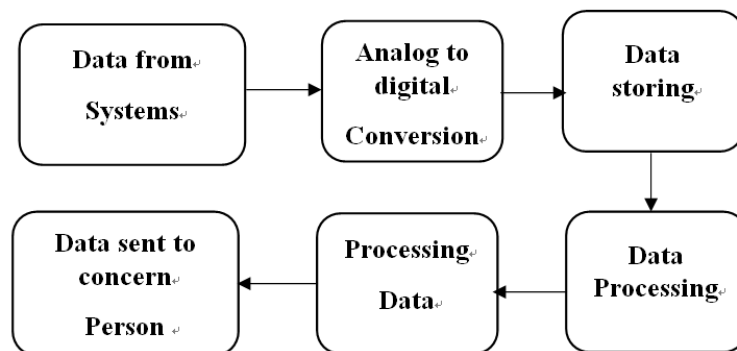 Data from
Systems
Analog to
digital
Conversion
Data
storing
Data
Processing
Processing
Data
Data sent to
concern
Person